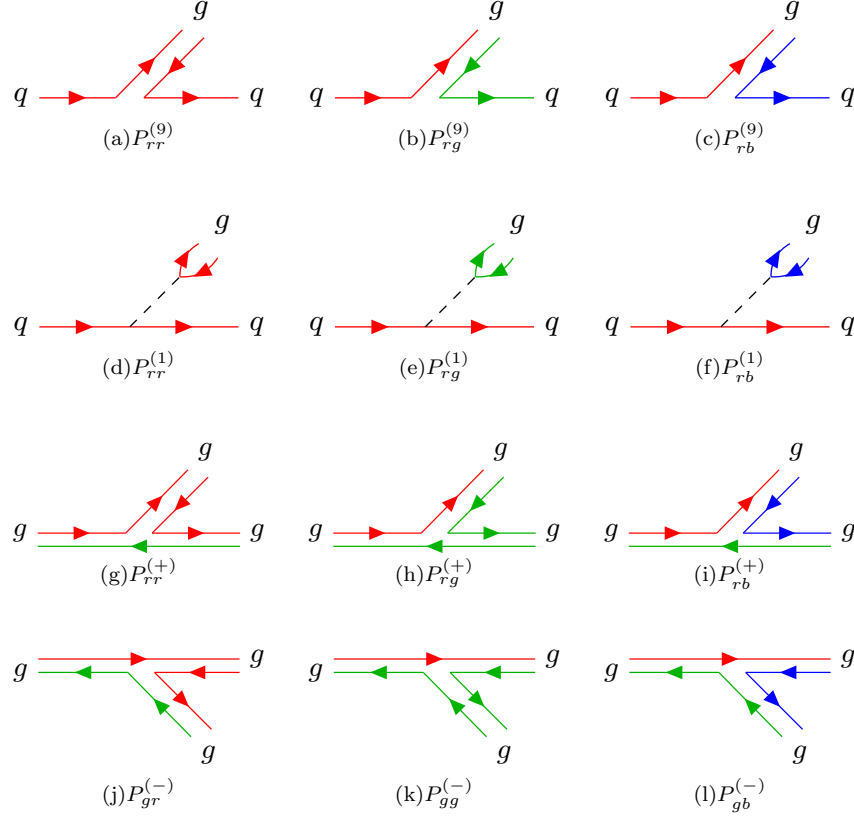 g g g
q q q q q q
(a)P_{rr}^{(9)} (b)P_{rg}^{(9)} (c)P_{rb}^{(9)}
g g g
q q q q q q
(d)P_{rr}^{(1)} (e)P_{rg}^{(1)} (f)P_{rb}^{(1)}
g g g
g g g g g g
(g)P_{rr}^{(+)} (h)P_{rg}^{(+)} (i)P_{rb}^{(+)}
g g g g g g
g g g
(j)P_{gr}^{(-)} (k)P_{gg}^{(-)} (l)P_{gb}^{(-)}